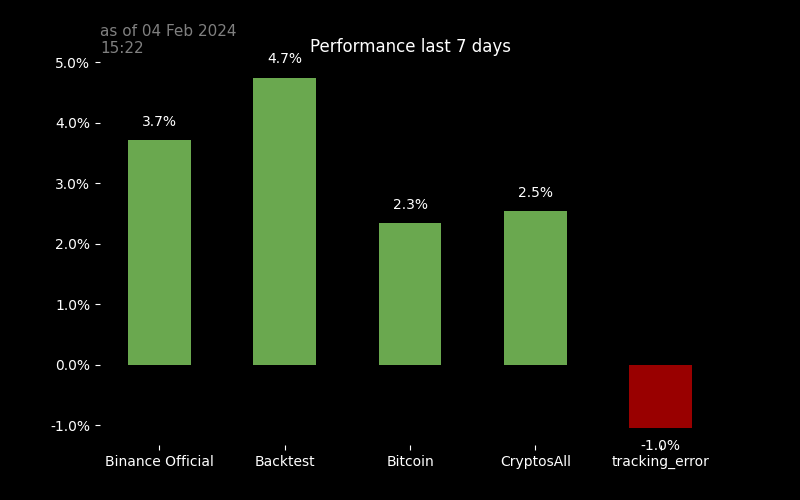 as of 04 Feb 2024
15:22
Performance last 7 days
5.0%
4.0%
3.0%
2.0%
1.0%
0.0%
-1.0%
3.7%
4.7%
2.3%
2.5%
-1.0%
Binance Official
Backtest
Bitcoin
CryptosAll
tracking_error